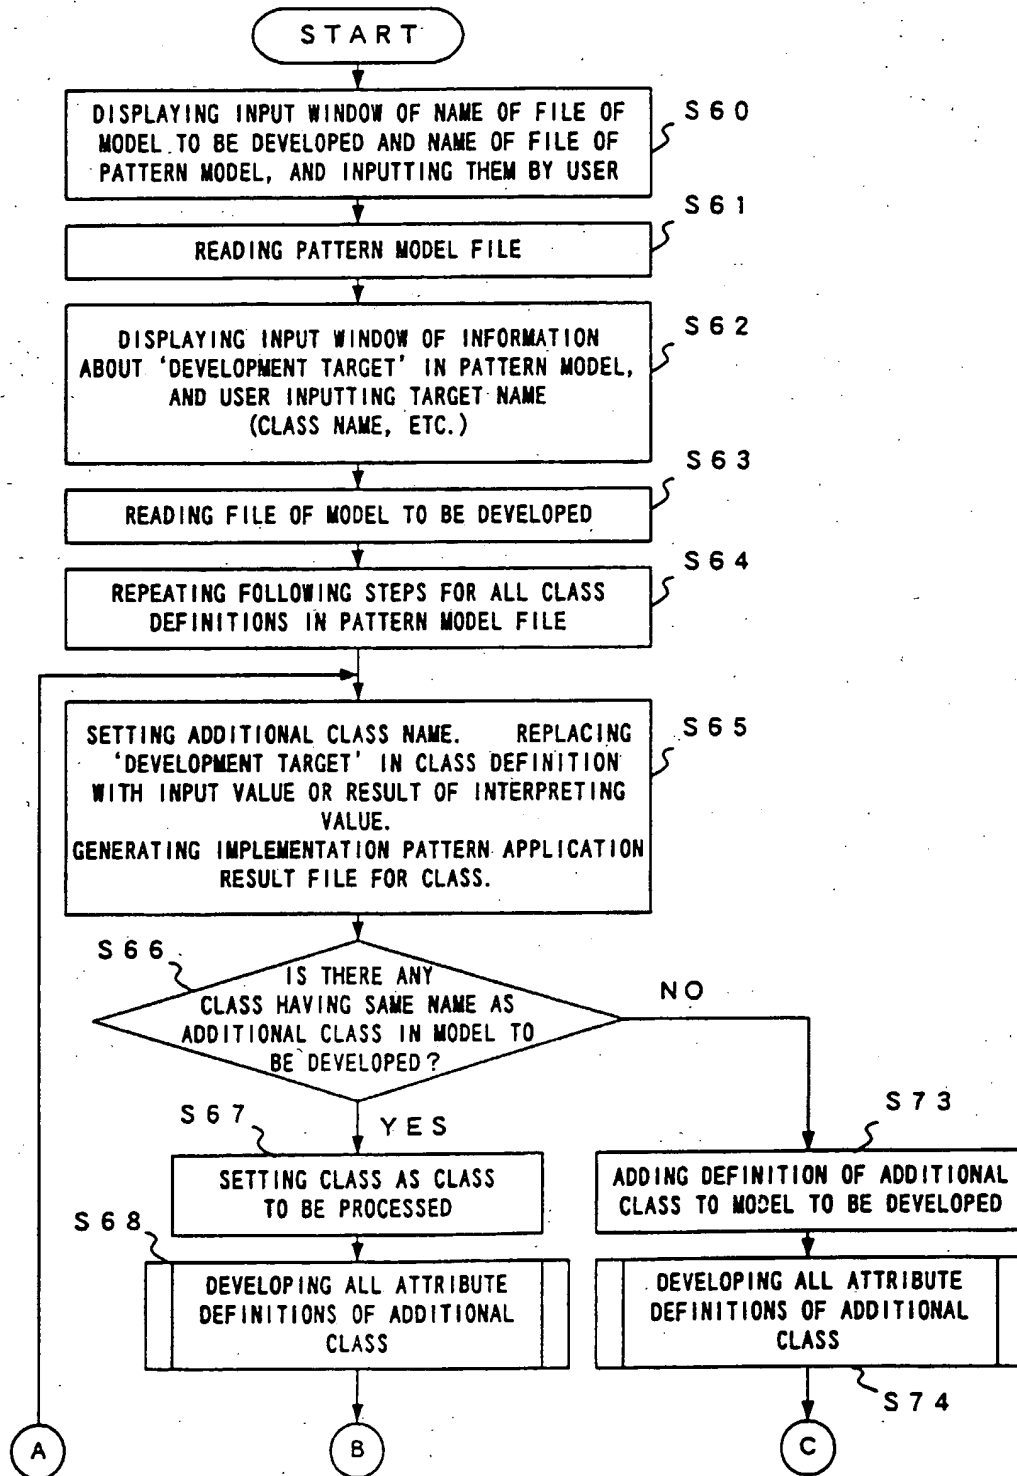 START
DISPLAYING INPUT WINDOW OF NAME OF FILE OF
MODEL TO BE DEVELOPED AND NAME OF FILE OF
PATTERN MODEL, AND INPUTTING THEM BY USER
S60
READING PATTERN MODEL FILE
S61
DISPLAYING INPUT WINDOW OF INFORMATION
ABOUT ‘DEVELOPMENT TARGET’ IN PATTERN MODEL,
AND USER INPUTTING TARGET NAME
(CLASS NAME, ETC.)
S62
READING FILE OF MODEL TO BE DEVELOPED
S63
REPEATING FOLLOWING STEPS FOR ALL CLASS
DEFINITIONS IN PATTERN MODEL FILE
S64
SETTING ADDITIONAL CLASS NAME. REPLACING
‘DEVELOPMENT TARGET’ IN CLASS DEFINITION
WITH INPUT VALUE OR RESULT OF INTERPRETING
VALUE.
GENERATING IMPLEMENTATION PATTERN APPLICATION
RESULT FILE FOR CLASS.
S65
S66
IS THERE ANY
CLASS HAVING SAME NAME AS
ADDITIONAL CLASS IN MODEL TO
BE DEVELOPED?
NO
YES
S67
SETTING CLASS AS CLASS
TO BE PROCESSED
S73
ADDING DEFINITION OF ADDITIONAL
CLASS TO MODEL TO BE DEVELOPED
S68
DEVELOPING ALL ATTRIBUTE
DEFINITIONS OF ADDITIONAL
CLASS
DEVELOPING ALL ATTRIBUTE
DEFINITIONS OF ADDITIONAL
CLASS
S74
A
B
C